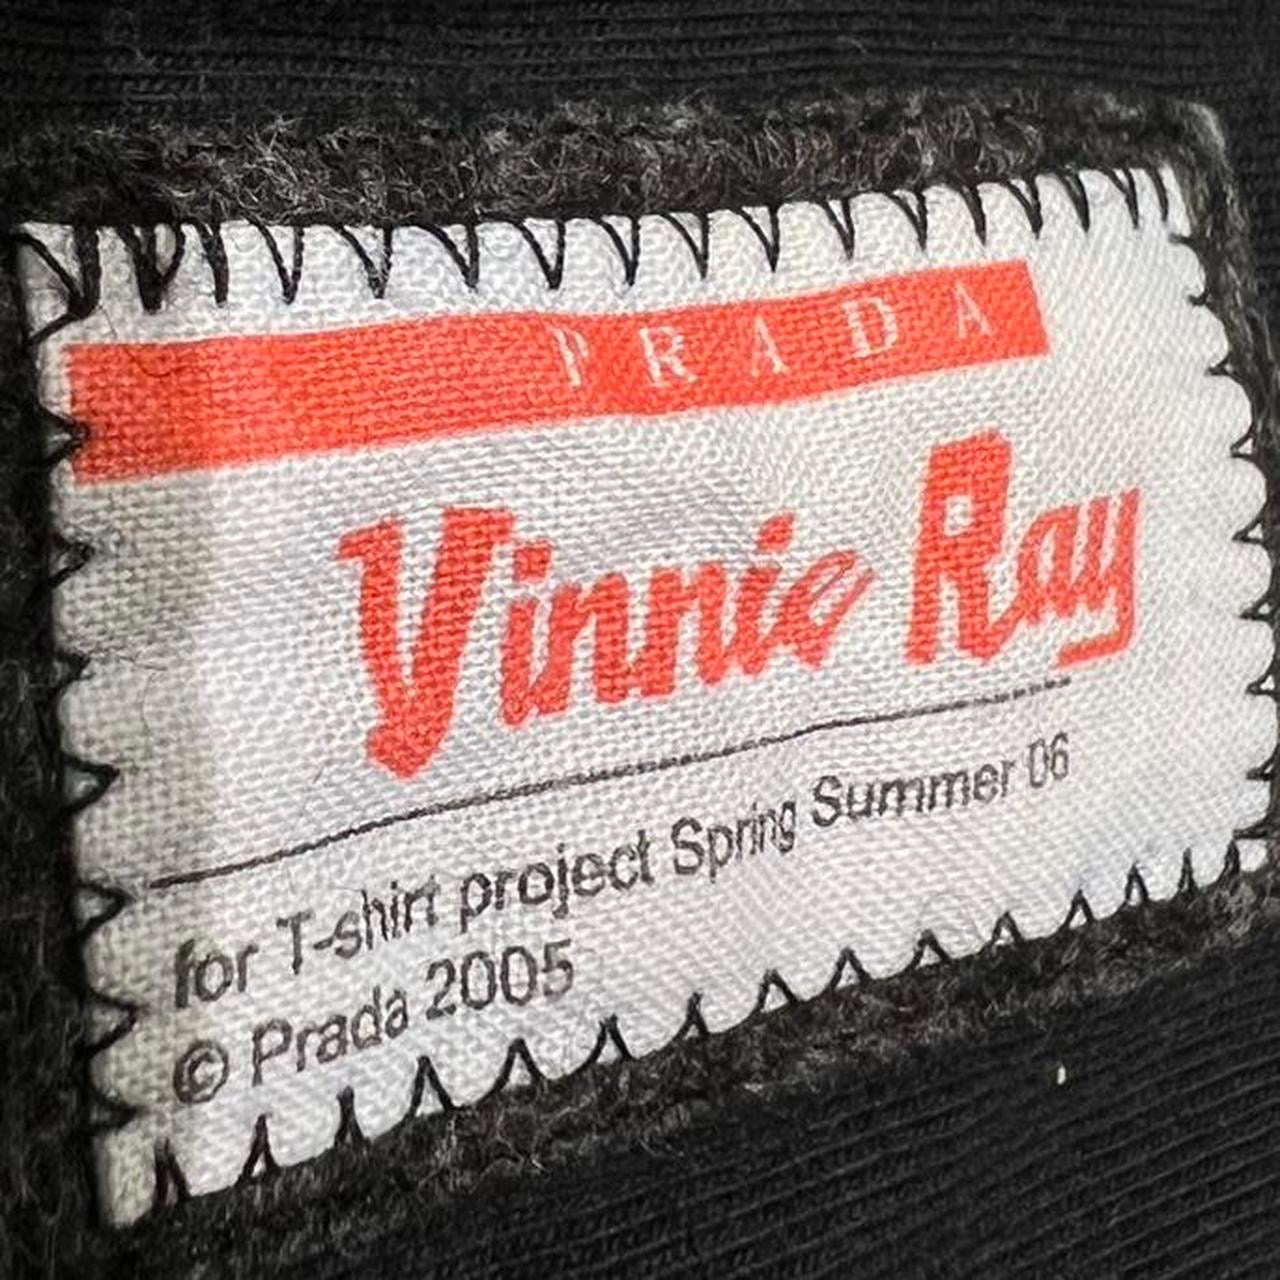 PRADA
Vinnie Ray
for T-shirt project Spring Summer 06
© Prada 2005